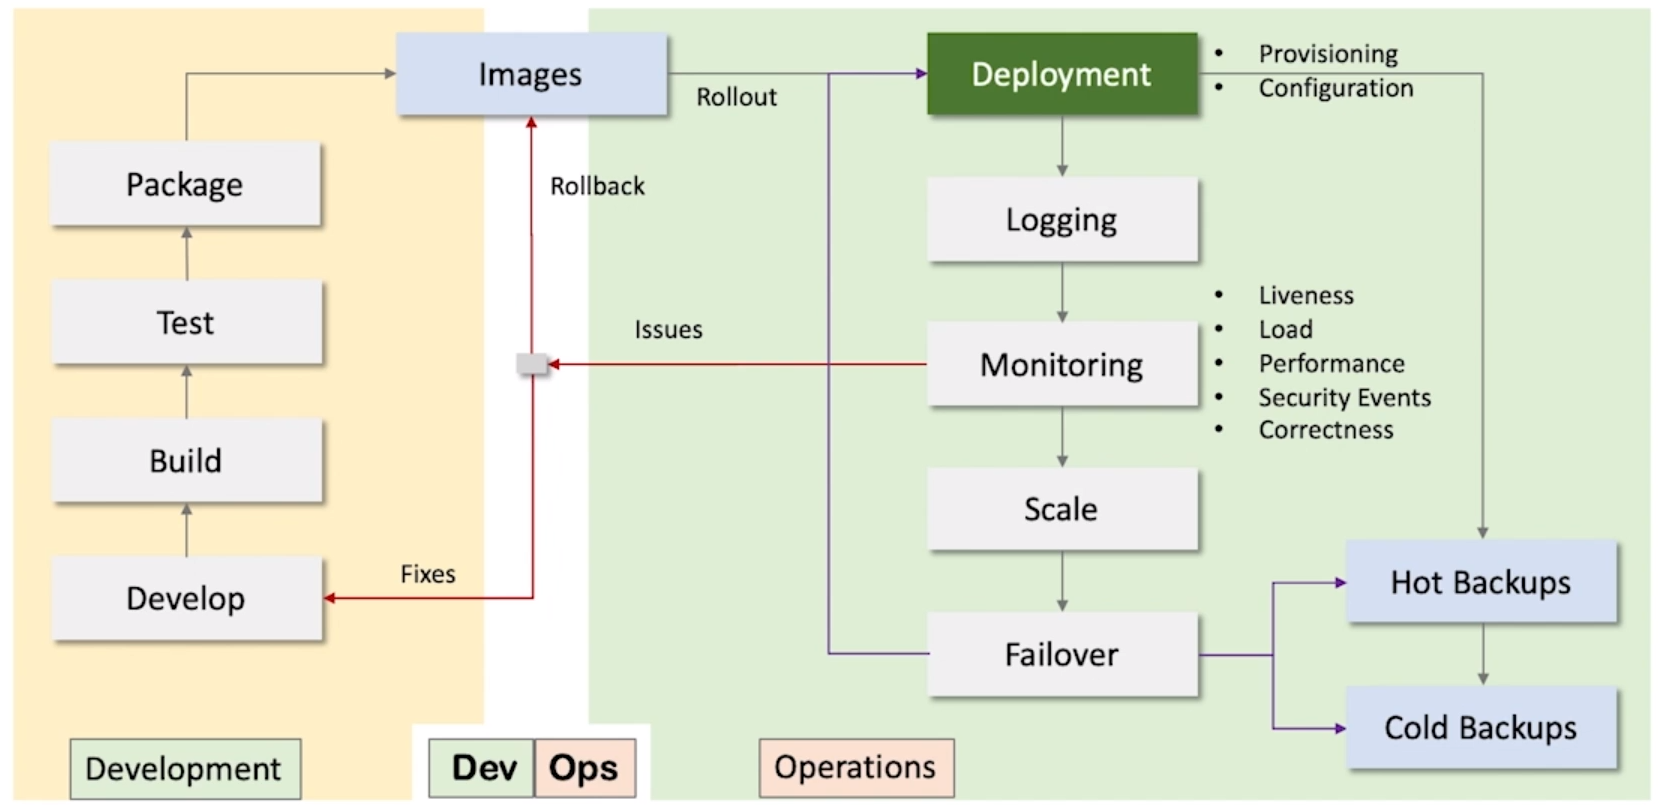 Images
Rollout
Deployment
• Provisioning
• Configuration
Package
Rollback
Logging
Test
Issues
Monitoring
• Liveness
• Load
• Performance
• Security Events
• Correctness
Build
Scale
Develop
Fixes
Failover
Hot Backups
Cold Backups
Development
Dev Ops
Operations